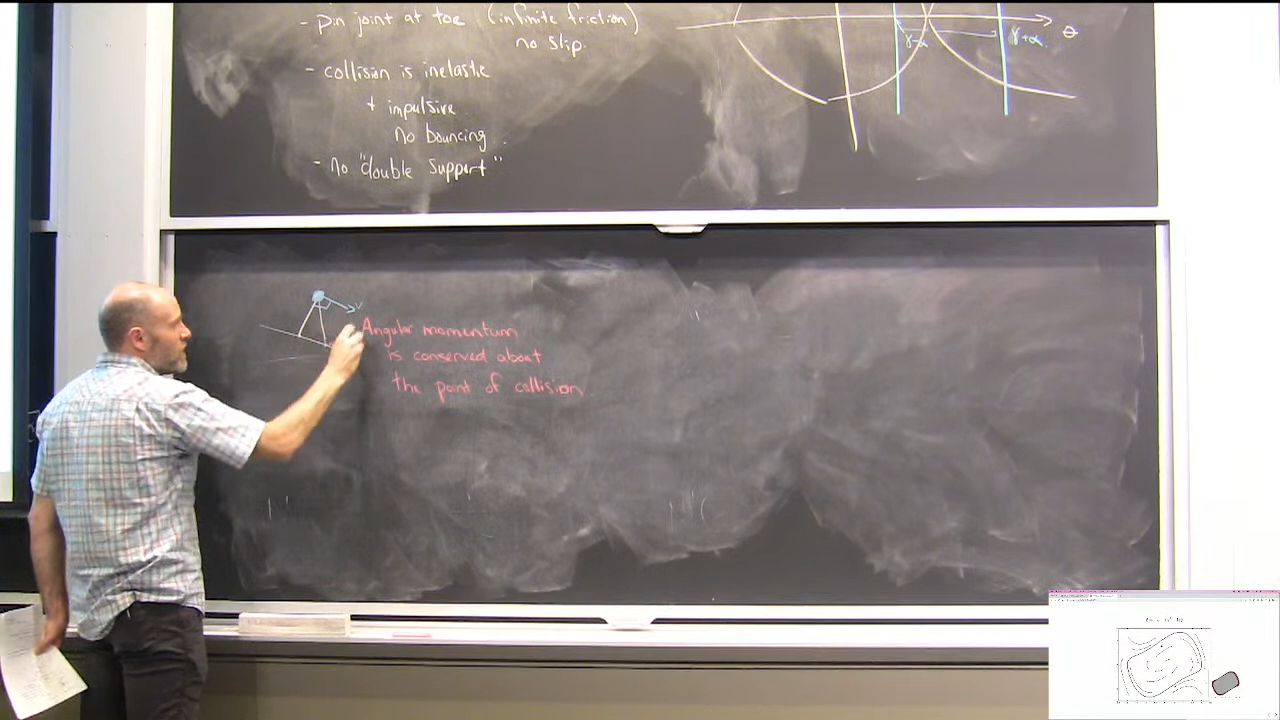 - pin joint at toe (infinite friction)
no slip.
- collision is inelastic
+ impulsive
No bouncing.
- No "double support"
γ-α
γ+α
θ
v
Angular momentum
is conserved about
the point of collision.